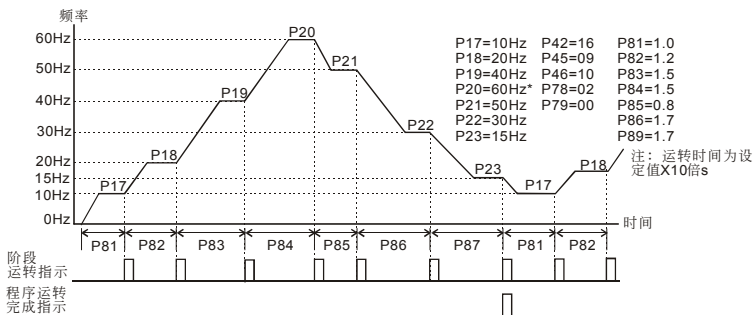 频率
60Hz
50Hz
40Hz
30Hz
20Hz
15Hz
10Hz
0Hz
P17
P18
P19
P20
P21
P22
P23
P17
P18
P17=10Hz P42=16 P81=1.0
P18=20Hz P45=09 P82=1.2
P19=40Hz P46=10 P83=1.5
P20=60Hz* P78=02 P84=1.5
P21=50Hz P79=00 P85=0.8
P22=30Hz P86=1.7
P23=15Hz P89=1.7
注：运转时间为设
定值X10倍s
时间
P81 P82 P83 P84 P85 P86 P87 P81 P82
阶段
运转指示
程序运转
完成指示